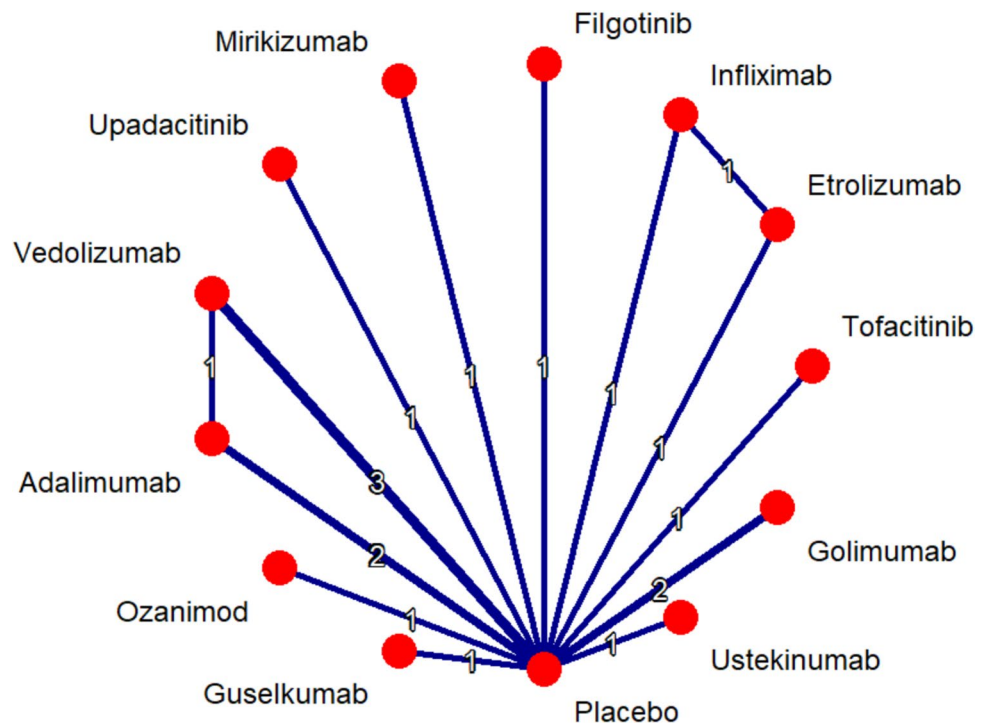 Filgotinib
Mirikizumab
Infliximab
Upadacitinib
1
Etrolizumab
Vedolizumab
Tofacitinib
1
1
1
1
1
1
3
1
Adalimumab
1
2
Golimumab
2
Ozanimod
1
1
1
Ustekinumab
Guselkumab
Placebo